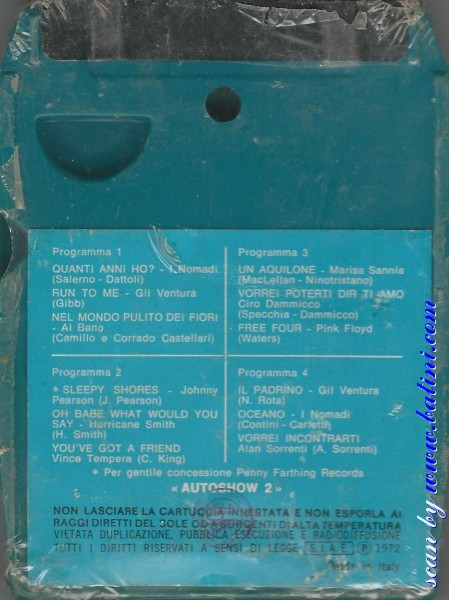 Programma 1
QUANTI ANNI HO? - I Nomadi
(Salerno - Dattoli)
RUN TO ME - Gil Ventura
(Gibb)
NEL MONDO PULITO DEI FIORI
- Al Bano
(Camillo e Corrado Castellari)
Programma 3
UN AQUILONE - Marisa Sannia
(MacLellan - Ninotristano)
VORREI POTERTI DIR TI AMO
Ciro Dammicco
(Specchia - Dammicco)
FREE FOUR - Pink Floyd
(Waters)
Programma 2
* SLEEPY SHORES - Johnny
Pearson (J. Pearson)
OH BABE WHAT WOULD YOU
SAY - Hurricane Smith
(H. Smith)
YOU'VE GOT A FRIEND
Vince Tempera (C. King)
Programma 4
IL PADRINO - Gil Ventura
(N. Rota)
OCEANO - I Nomadi
(Contini - Carletti)
VORREI INCONTRARTI
Alan Sorrenti (A. Sorrenti)
* Per gentile concessione Penny Farthing Records
« AUTOSHOW 2 »
NON LASCIARE LA CARTUCCIA INNESTATA E NON ESPORLA AI
RAGGI DIRETTI DEL SOLE O A SORGENTI DI ALTA TEMPERATURA
VIETATA DUPLICAZIONE, PUBBLICA ESECUZIONE E RADIODIFFUSIONE
TUTTI I DIRITTI RISERVATI A SENSI DI LEGGE S.I.A.E. Ⓟ 1972
Made in Italy
scan by www.batini.com